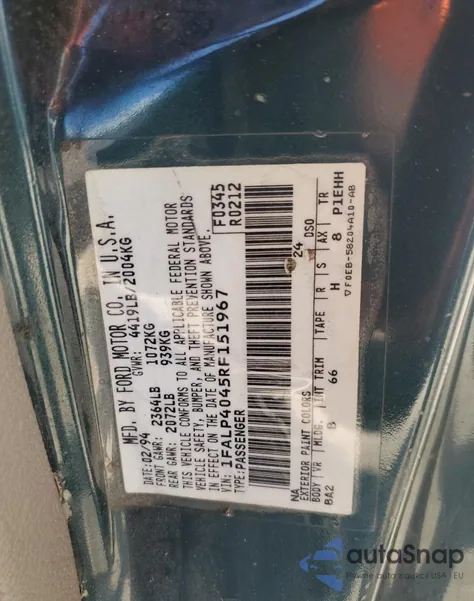 MFD. BY FORD MOTOR CO. IN U.S.A.
DATE:02/94 GVWR: 4419LB/2004KG
FRONT GAWR: 2364LB 1072KG
REAR GAWR: 2072LB 939KG
THIS VEHICLE CONFORMS TO ALL APPLICABLE FEDERAL MOTOR
VEHICLE SAFETY, BUMPER, AND THEFT PREVENTION STANDARDS
IN EFFECT ON THE DATE OF MANUFACTURE SHOWN ABOVE.
VIN: 1FALP4045RF151967 F0345
TYPE:PASSENGER R0212
NA 24 DSO
EXTERIOR PAINT COLORS
BODY VR MLDG. INT TRIM TAPE R S AX TR
BA2 B 66 H 8 P1EHH
▽F0EB-58204A10-AB
autoSnap